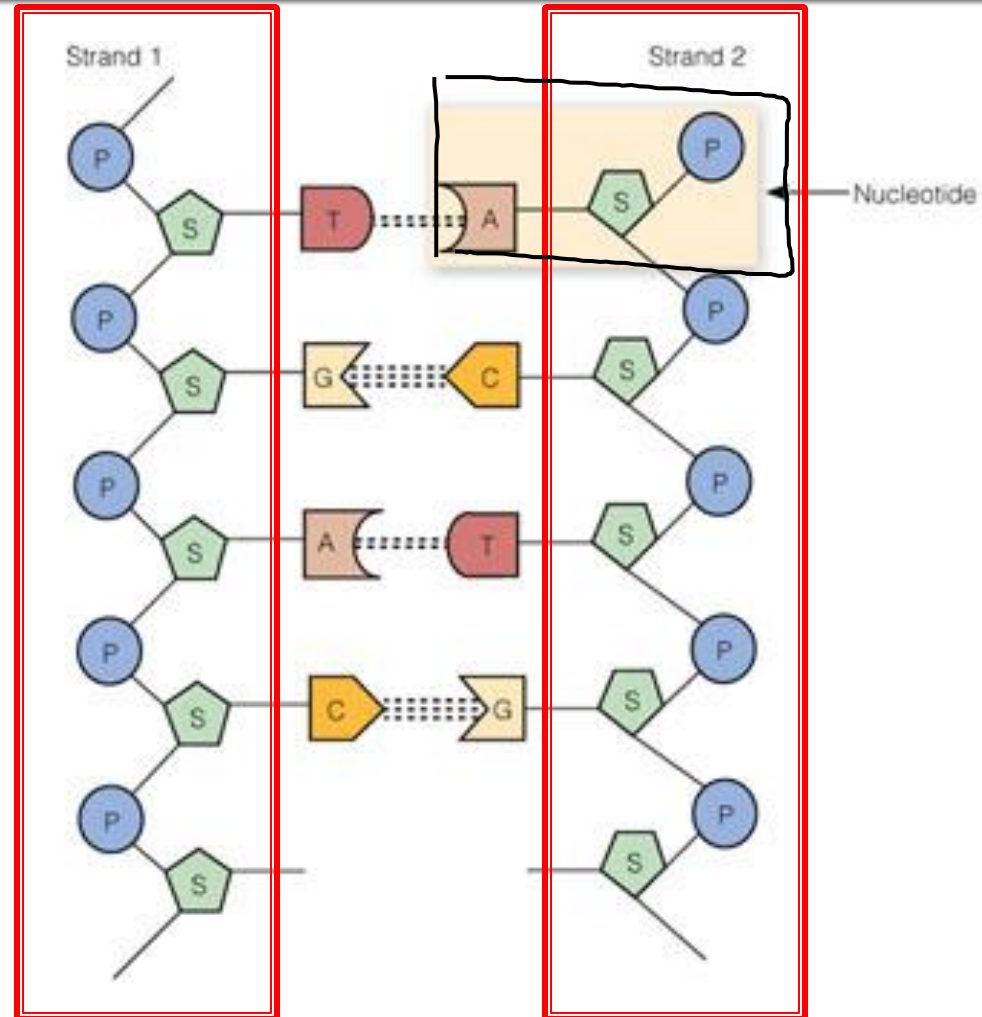 Strand 1 Strand 2
P P
S T A S Nucleotide
P P
S G C S
P P
S A T S
P P
S C G S
P P
S S